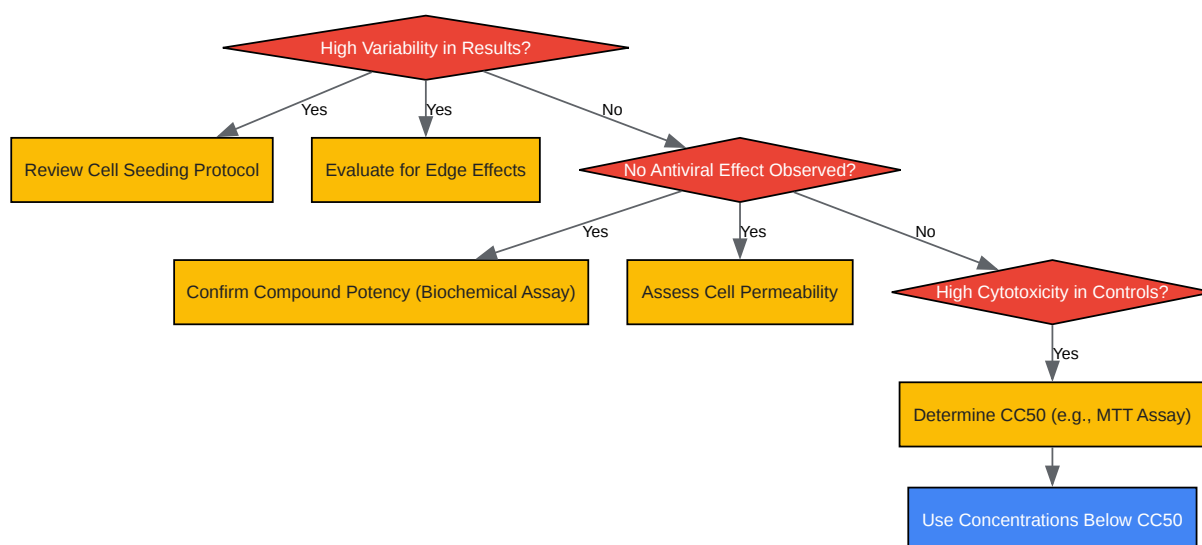 High Variability in Results?
Yes
Yes
No
Review Cell Seeding Protocol
Evaluate for Edge Effects
No Antiviral Effect Observed?
Yes
Yes
No
Confirm Compound Potency (Biochemical Assay)
Assess Cell Permeability
High Cytotoxicity in Controls?
Yes
Determine CC50 (e.g., MTT Assay)
Use Concentrations Below CC50